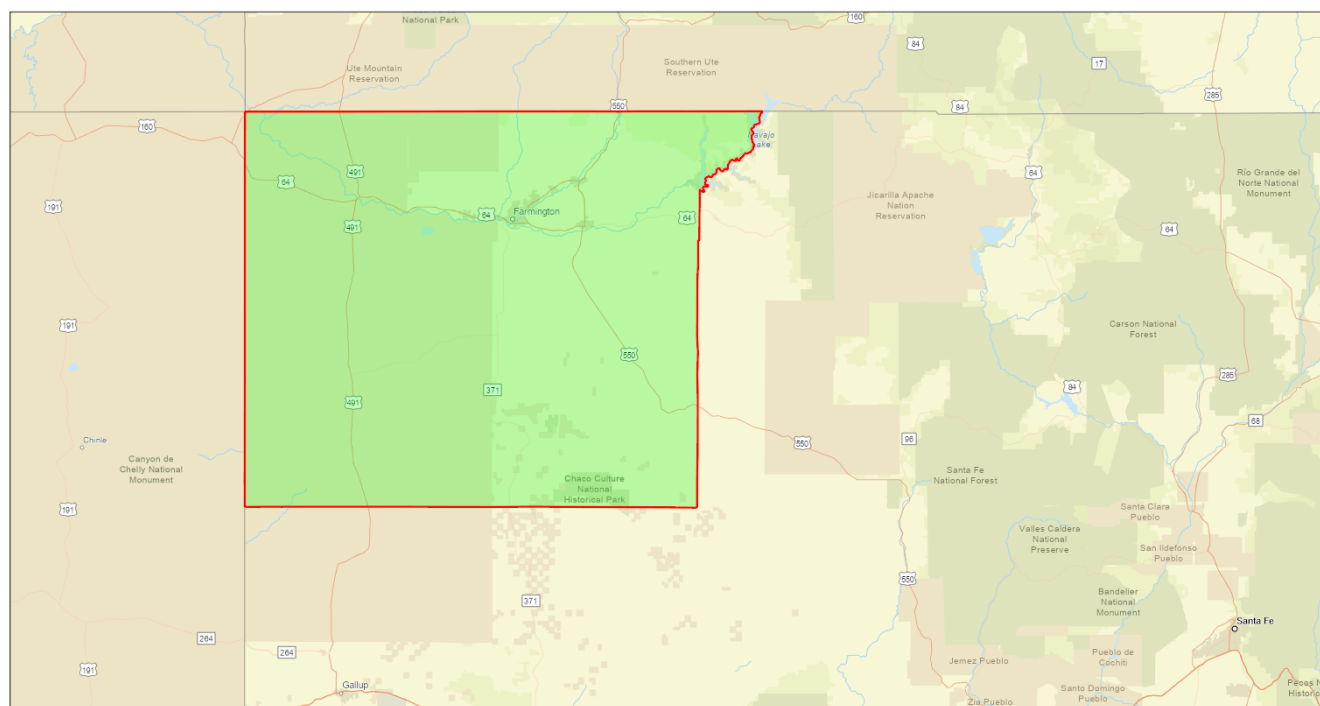 National Park
160
84
Ute Mountain
Reservation
Southern Ute
Reservation
17
285
550
84
160
Navajo
Lake
491
64
64
Río Grande del
Norte National
Monument
Jicarilla Apache
Nation
Reservation
191
64
Farmington
64
491
64
191
550
Carson National
Forest
285
371
84
491
68
Chinle
96
550
Canyon de
Chelly National
Monument
Santa Fe
National Forest
Chaco Culture
National
Historical Park
191
Santa Clara
Pueblo
Valles Caldera
National
Preserve
San Ildefonso
Pueblo
550
371
Bandelier
National
Monument
Santa Fe
264
264
191
Jemez Pueblo
Pueblo de
Cochiti
Gallup
Santo Domingo
Pueblo
Zia Pueblo
Pecos